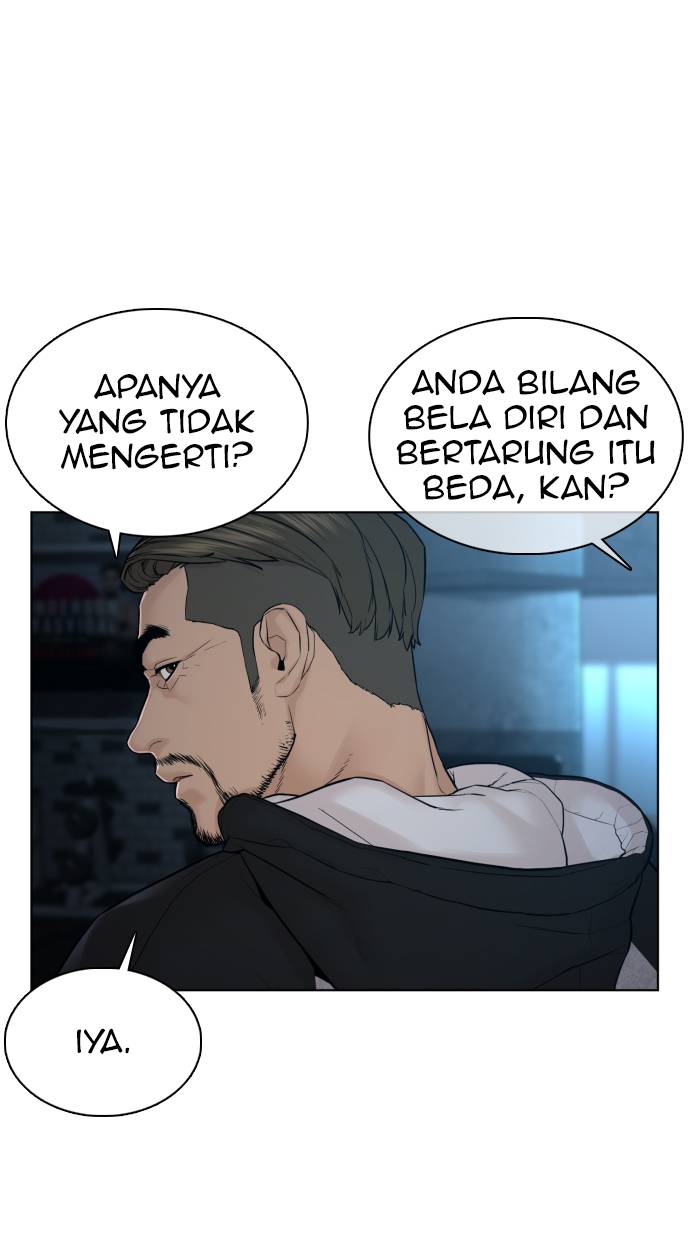 APANYA
YANG TIDAK
MENGERTI?
ANDA BILANG
BELA DIRI DAN
BERTARUNG ITU
BEDA, KAN?
IYA.